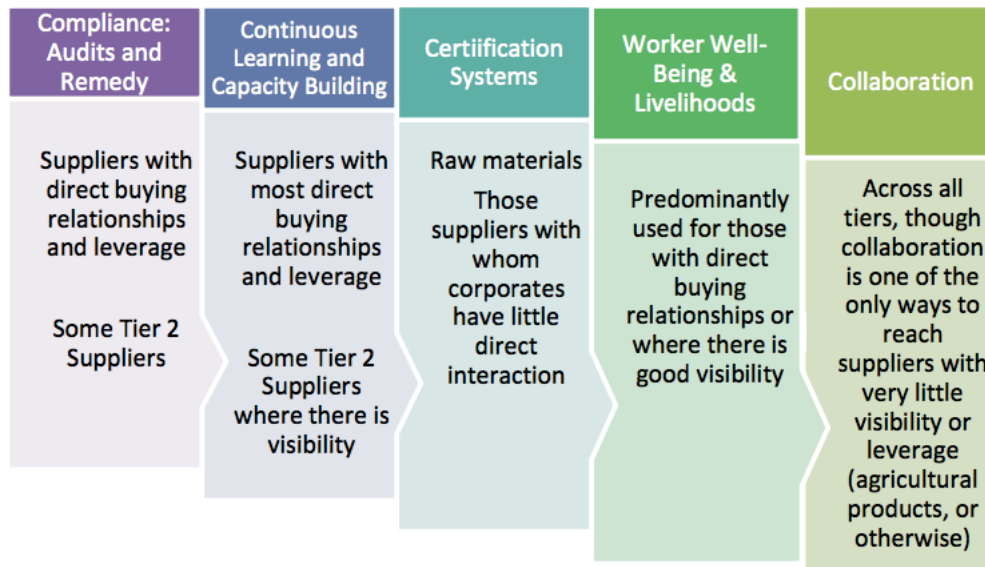 Compliance:
Audits and
Remedy
Suppliers with
direct buying
relationships
and leverage
Some Tier 2
Suppliers
Continuous
Learning and
Capacity Building
Suppliers with
most direct
buying
relationships
and leverage
Some Tier 2
Suppliers
where there is
visibility
Certiification
Systems
Raw materials
Those
suppliers with
whom
corporates
have little
direct
interaction
Worker Well-
Being &
Livelihoods
Predominantly
used for those
with direct
buying
relationships or
where there is
good visibility
Collaboration
Across all
tiers, though
collaboration
is one of the
only ways to
reach
suppliers with
very little
visibility or
leverage
(agricultural
products, or
otherwise)